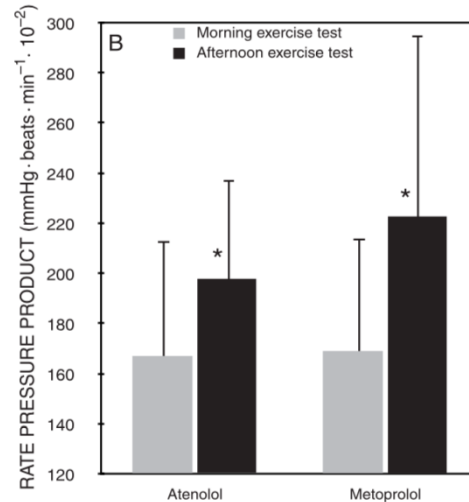 B
Morning exercise test
Afternoon exercise test
RATE PRESSURE PRODUCT (mmHg·beats·min⁻¹·10⁻²)
300
280
260
240
220
200
180
160
140
120
*
*
Atenolol
Metoprolol